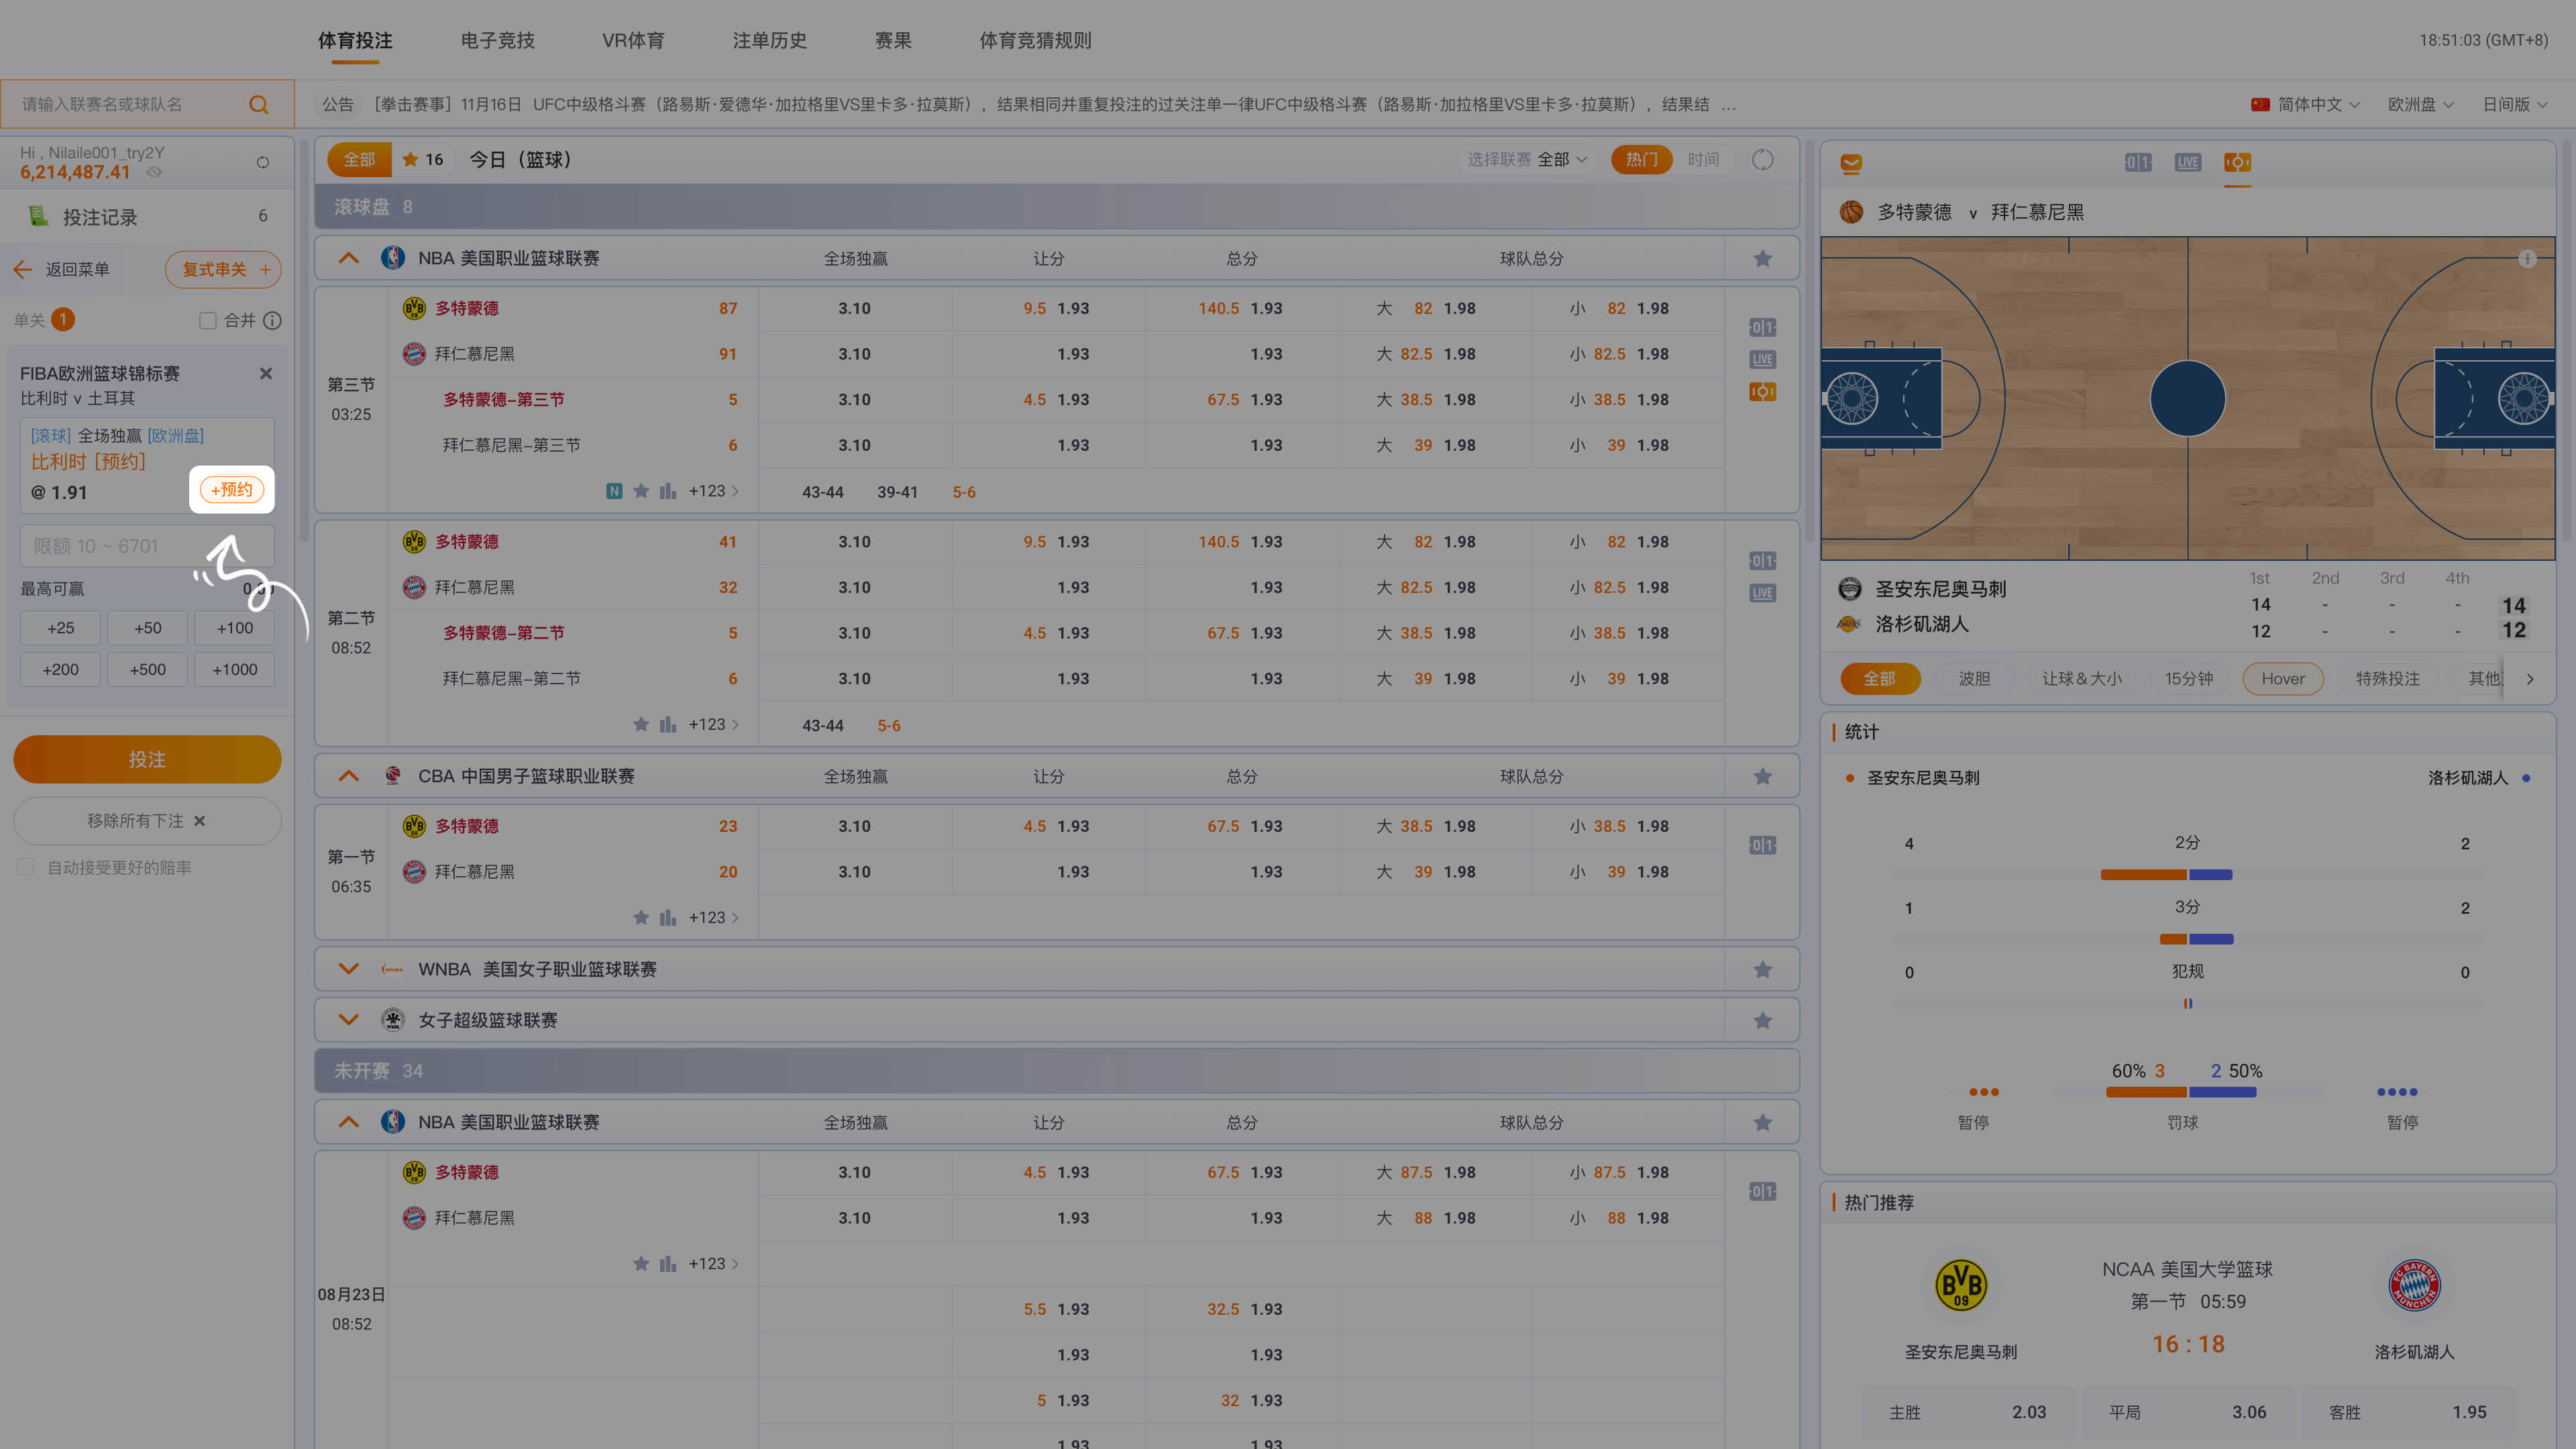 体育投注 电子竞技 VR体育 注单历史 赛果 体育竞猜规则 18:51:03 (GMT+8)
请输入联赛名或球队名
公告 [拳击赛事] 11月16日 UFC中级格斗赛（路易斯·爱德华·加拉格里VS里卡多·拉莫斯），结果相同并重复投注的过关注单一律UFC中级格斗赛（路易斯·加拉格里VS里卡多·拉莫斯），结果结 ...
简体中文 欧洲盘 日间版
Hi , Nilaile001_try2Y
6,214,487.41
投注记录 6
返回菜单 复式串关 +
单关 1 合并
FIBA欧洲篮球锦标赛
比利时 v 土耳其
[滚球] 全场独赢 [欧洲盘]
比利时 [预约]
@ 1.91 +预约
限额 10 ~ 6701
最高可赢
+25 +50 +100
+200 +500 +1000
投注
移除所有下注 ×
自动接受更好的赔率
全部 16 今日（篮球） 选择联赛 全部 热门 时间
滚球盘 8
NBA 美国职业篮球联赛 全场独赢 让分 总分 球队总分
第三节
03:25
多特蒙德 87 3.10 9.5 1.93 140.5 1.93 大 82 1.98 小 82 1.98
拜仁慕尼黑 91 3.10 1.93 1.93 大 82.5 1.98 小 82.5 1.98
多特蒙德-第三节 5 3.10 4.5 1.93 67.5 1.93 大 38.5 1.98 小 38.5 1.98
拜仁慕尼黑-第三节 6 3.10 1.93 1.93 大 39 1.98 小 39 1.98
N +123 43-44 39-41 5-6
0|1
LIVE
第二节
08:52
多特蒙德 41 3.10 9.5 1.93 140.5 1.93 大 82 1.98 小 82 1.98
拜仁慕尼黑 32 3.10 1.93 1.93 大 82.5 1.98 小 82.5 1.98
多特蒙德-第二节 5 3.10 4.5 1.93 67.5 1.93 大 38.5 1.98 小 38.5 1.98
拜仁慕尼黑-第二节 6 3.10 1.93 1.93 大 39 1.98 小 39 1.98
+123 43-44 5-6
0|1
LIVE
CBA 中国男子篮球职业联赛 全场独赢 让分 总分 球队总分
第一节
06:35
多特蒙德 23 3.10 4.5 1.93 67.5 1.93 大 38.5 1.98 小 38.5 1.98
拜仁慕尼黑 20 3.10 1.93 1.93 大 39 1.98 小 39 1.98
+123
0|1
WNBA 美国女子职业篮球联赛
女子超级篮球联赛
未开赛 34
NBA 美国职业篮球联赛 全场独赢 让分 总分 球队总分
08月23日
08:52
多特蒙德 3.10 4.5 1.93 67.5 1.93 大 87.5 1.98 小 87.5 1.98
拜仁慕尼黑 3.10 1.93 1.93 大 88 1.98 小 88 1.98
+123
0|1
5.5 1.93 32.5 1.93
1.93 1.93
5 1.93 32 1.93
1.93 1.93
0|1 LIVE
多特蒙德 v 拜仁慕尼黑
1st 2nd 3rd 4th
圣安东尼奥马刺 14 - - - 14
洛杉矶湖人 12 - - - 12
全部 波胆 让球＆大小 15分钟 Hover 特殊投注 其他
统计
圣安东尼奥马刺 洛杉矶湖人
4 2分 2
1 3分 2
0 犯规 0
60% 3 2 50%
暂停 罚球 暂停
热门推荐
BVB 09
FC BAYERN MÜNCHEN
NCAA 美国大学篮球
第一节 05:59
16 : 18
圣安东尼奥马刺 洛杉矶湖人
主胜 2.03 平局 3.06 客胜 1.95